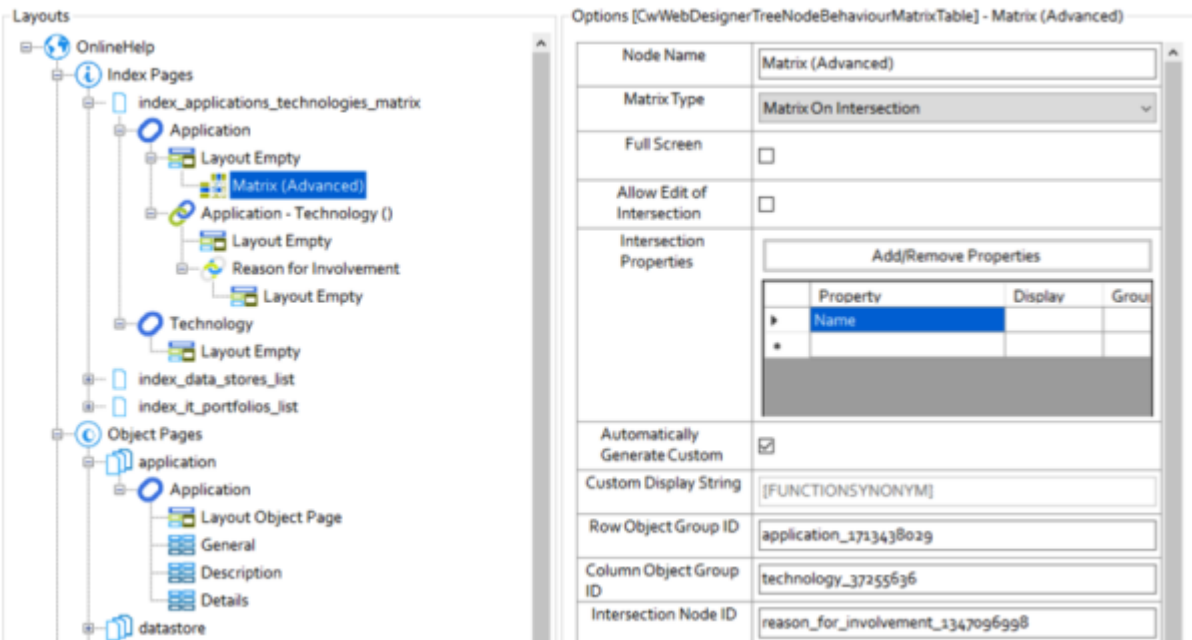 Layouts
OnlineHelp
Index Pages
index_applications_technologies_matrix
Application
Layout Empty
Matrix (Advanced)
Application - Technology ()
Layout Empty
Reason for Involvement
Layout Empty
Technology
Layout Empty
index_data_stores_list
index_it_portfolios_list
Object Pages
application
Application
Layout Object Page
General
Description
Details
datastore
Options [CwWebDesignerTreeNodeBehaviourMatrixTable] - Matrix (Advanced)
Node Name
Matrix (Advanced)
Matrix Type
Matrix On Intersection
Full Screen
Allow Edit of
Intersection
Intersection
Properties
Add/Remove Properties
Property Display Grou
Name
Automatically
Generate Custom
Custom Display String
[FUNCTIONSYNONYM]
Row Object Group ID
application_1713438029
Column Object Group
ID
technology_37255636
Intersection Node ID
reason_for_involvement_1347096998